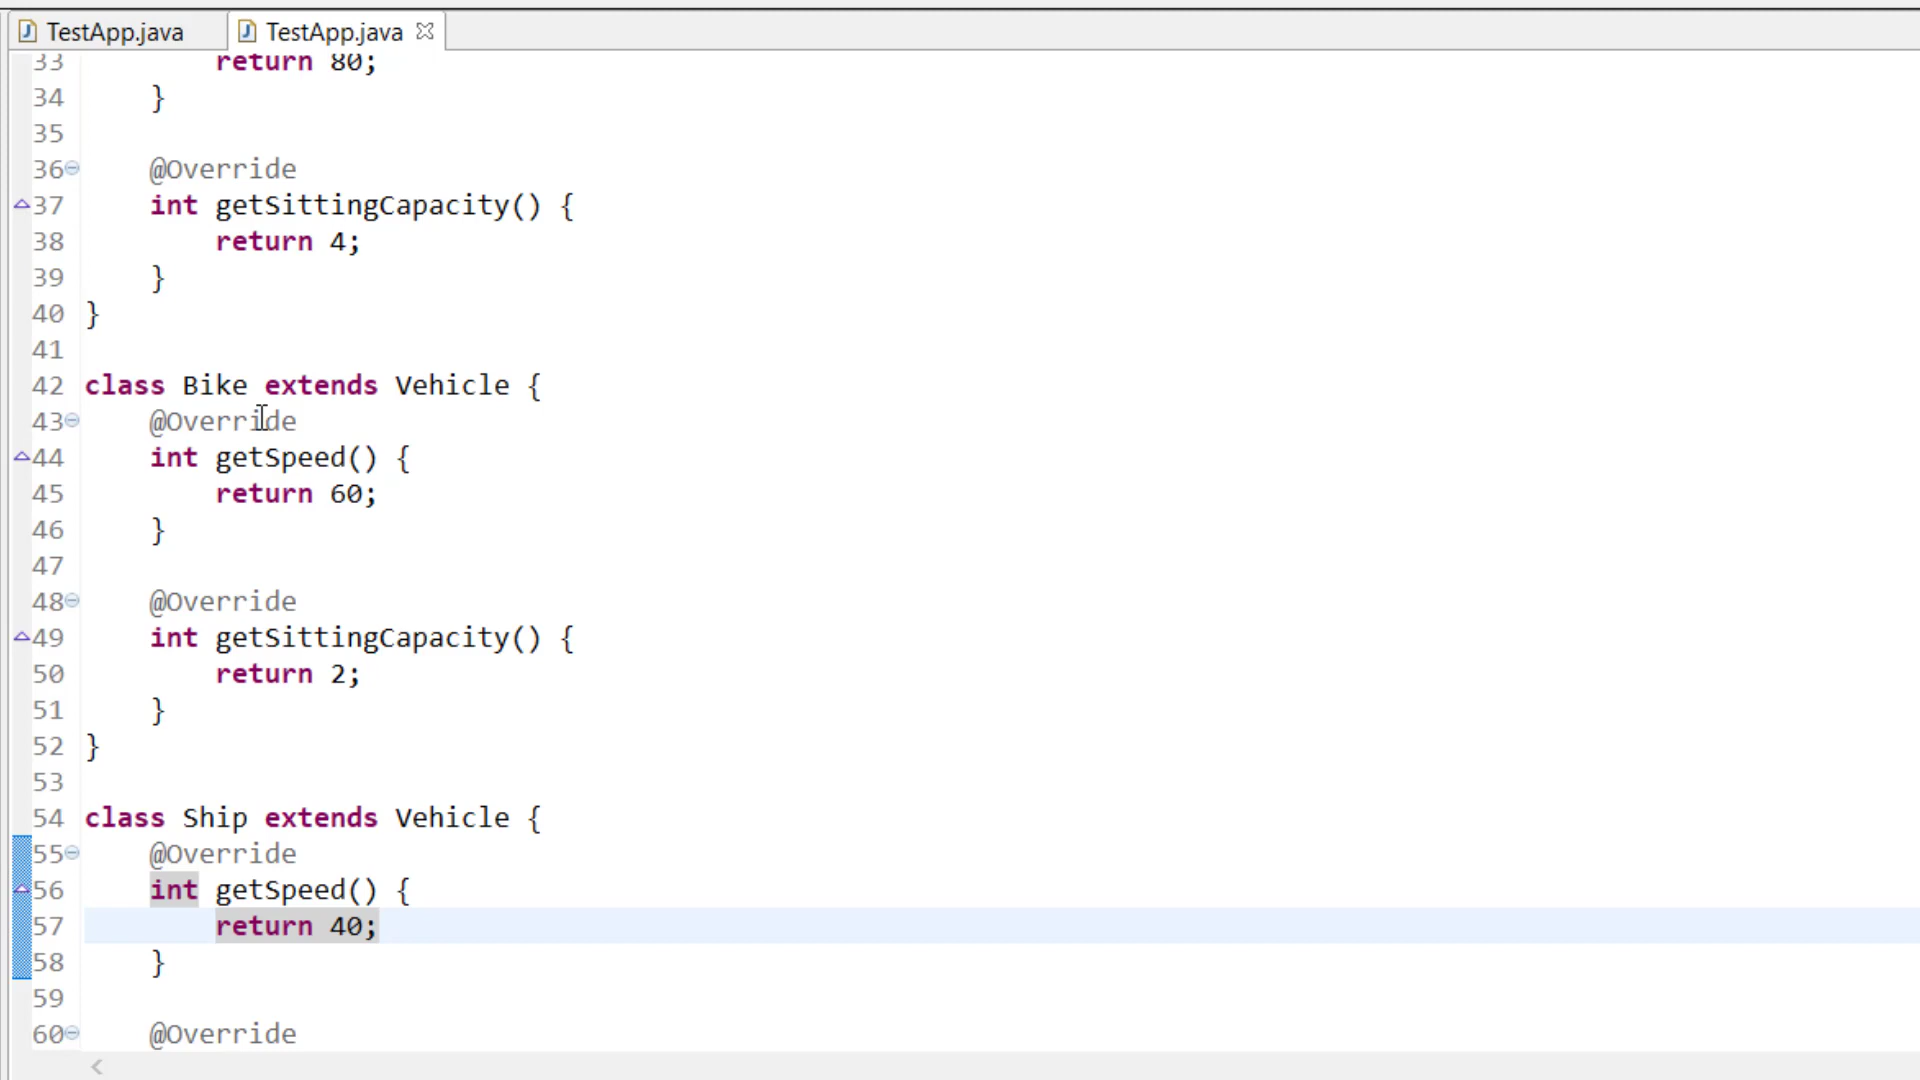 TestApp.java TestApp.java
33 return 80;
34 }
35
36 @Override
37 int getSittingCapacity() {
38 return 4;
39 }
40 }
41
42 class Bike extends Vehicle {
43 @Override
44 int getSpeed() {
45 return 60;
46 }
47
48 @Override
49 int getSittingCapacity() {
50 return 2;
51 }
52 }
53
54 class Ship extends Vehicle {
55 @Override
56 int getSpeed() {
57 return 40;
58 }
59
60 @Override